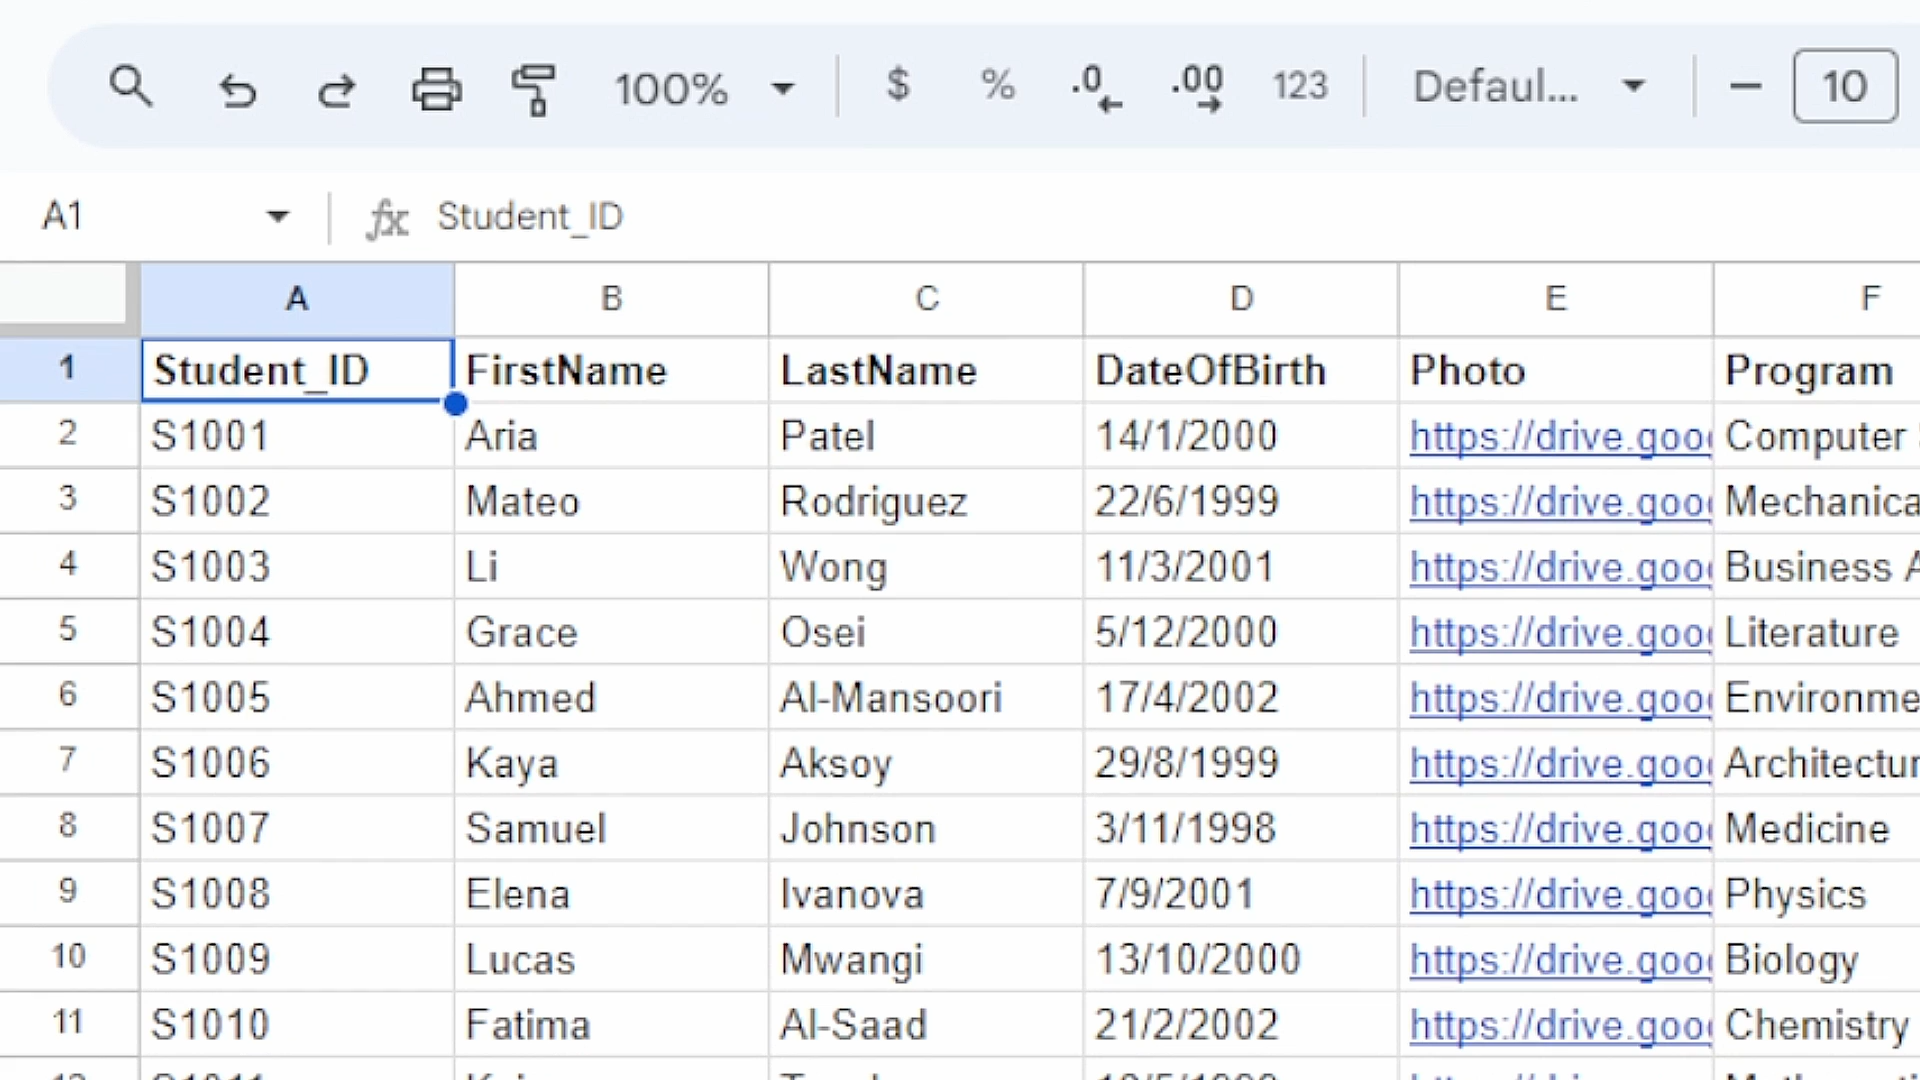 100% $ % .0 .00 123 Defaul... 10
A1 fx Student_ID
A B C D E F
1 Student_ID FirstName LastName DateOfBirth Photo Program
2 S1001 Aria Patel 14/1/2000 https://drive.goo Computer
3 S1002 Mateo Rodriguez 22/6/1999 https://drive.goo Mechanica
4 S1003 Li Wong 11/3/2001 https://drive.goo Business A
5 S1004 Grace Osei 5/12/2000 https://drive.goo Literature
6 S1005 Ahmed Al-Mansoori 17/4/2002 https://drive.goo Environme
7 S1006 Kaya Aksoy 29/8/1999 https://drive.goo Architectur
8 S1007 Samuel Johnson 3/11/1998 https://drive.goo Medicine
9 S1008 Elena Ivanova 7/9/2001 https://drive.goo Physics
10 S1009 Lucas Mwangi 13/10/2000 https://drive.goo Biology
11 S1010 Fatima Al-Saad 21/2/2002 https://drive.goo Chemistry